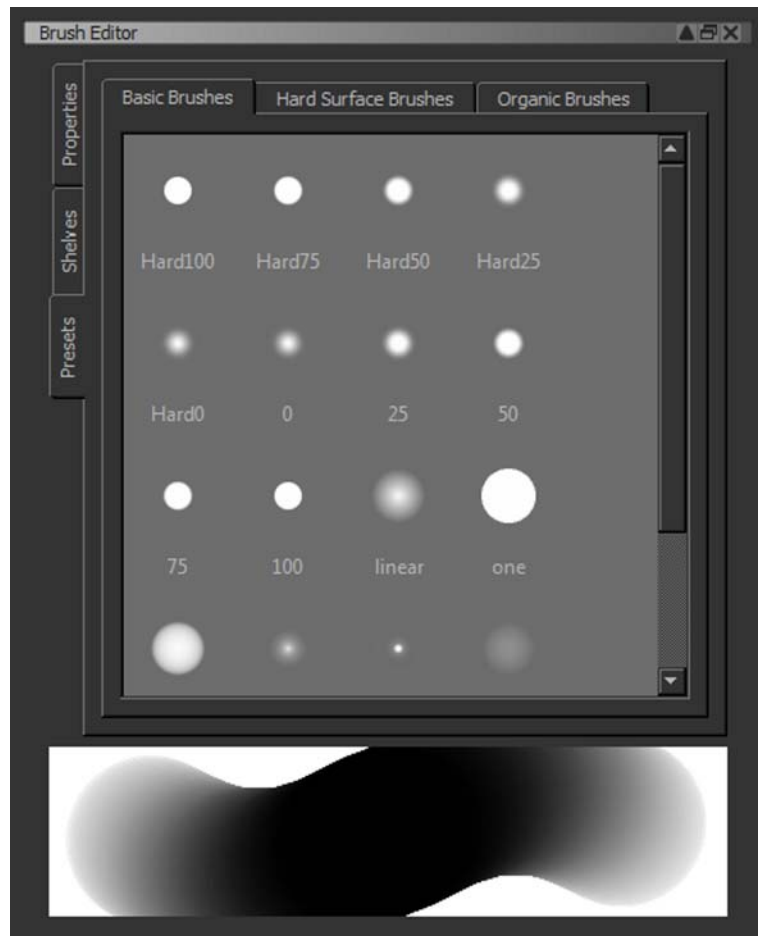 Brush Editor
Properties
Shelves
Presets
Basic Brushes Hard Surface Brushes Organic Brushes
Hard100 Hard75 Hard50 Hard25
Hard0 0 25 50
75 100 linear one